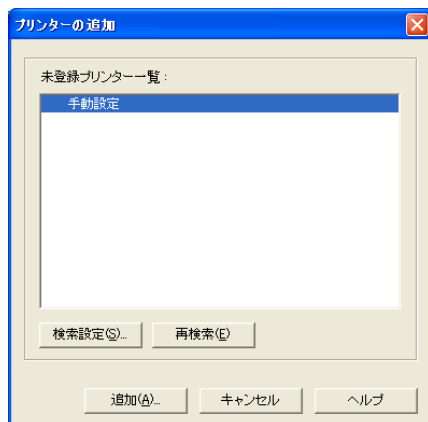 プリンターの追加
未登録プリンター一覧:
手動設定
検索設定(S)... 再検索(E)
追加(A)... キャンセル ヘルプ